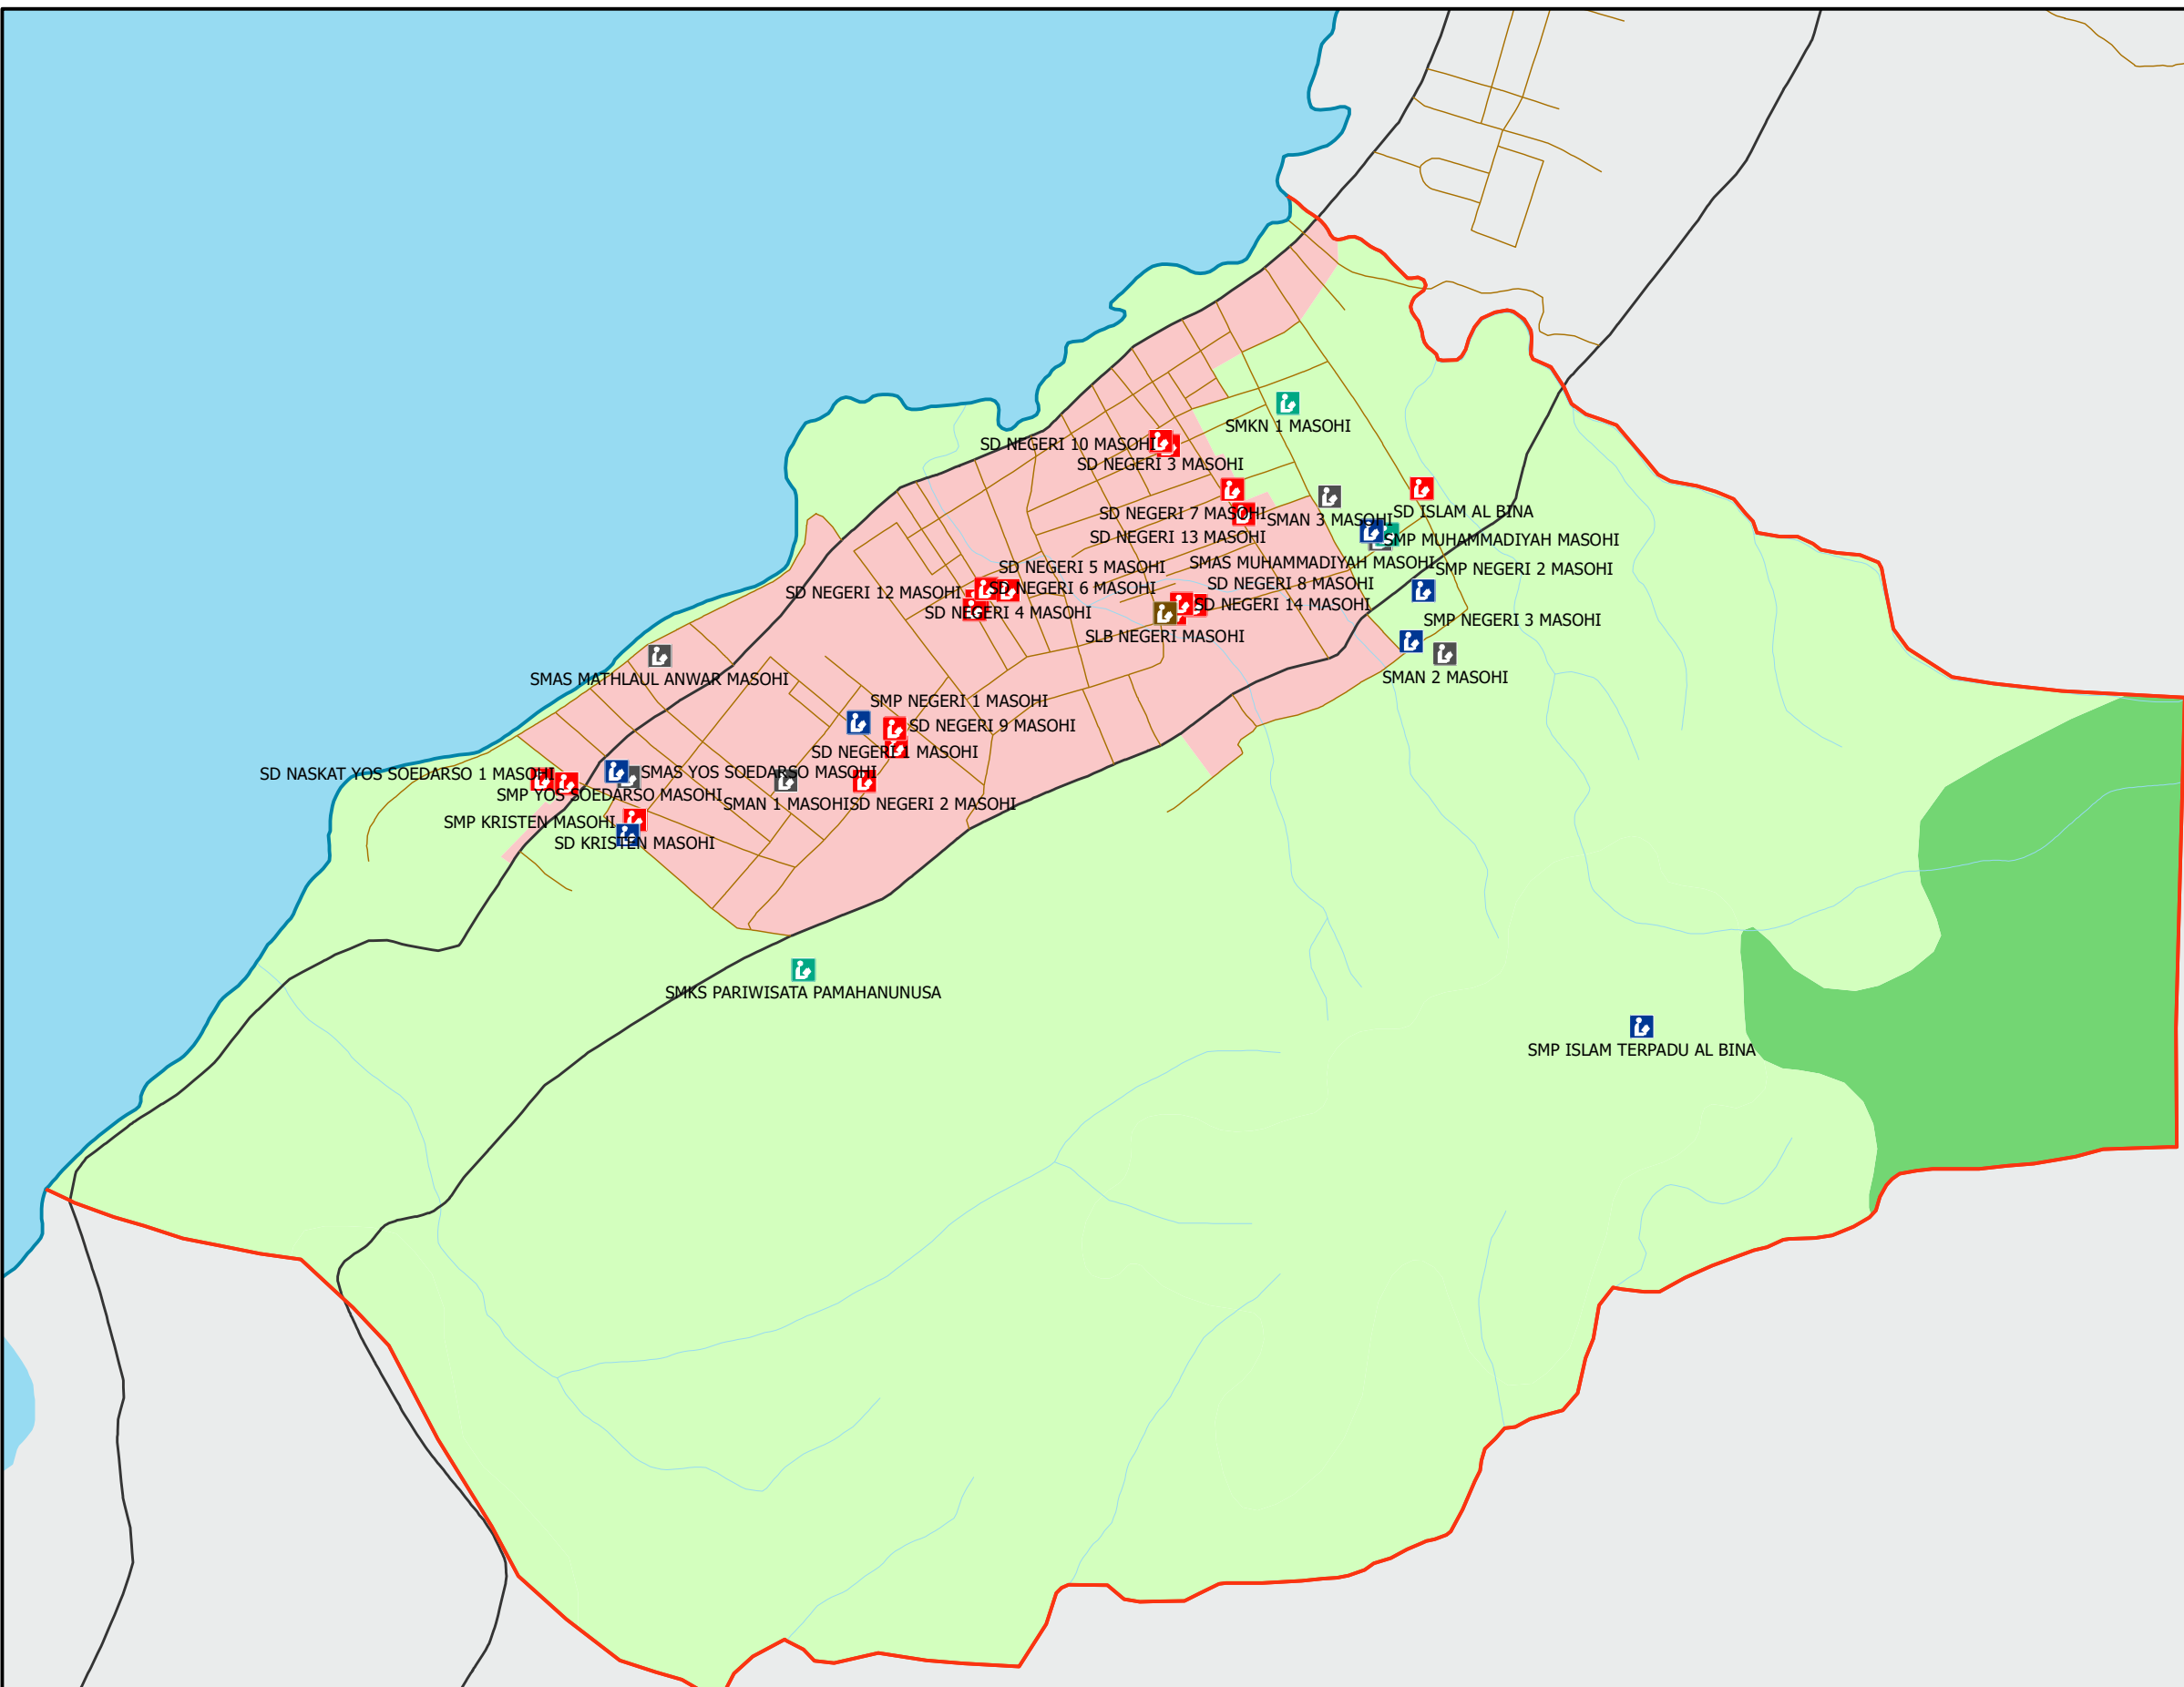 SMKN 1 MASOHI
SD NEGERI 10 MASOHI
SD NEGERI 3 MASOHI
SD NEGERI 7 MASOHI
SMAN 3 MASOHI
SD ISLAM AL BINA
SD NEGERI 13 MASOHI
SMP MUHAMMADIYAH MASOHI
SMAS MUHAMMADIYAH MASOHI
SD NEGERI 5 MASOHI
SMP NEGERI 2 MASOHI
SD NEGERI 12 MASOHI
SD NEGERI 6 MASOHI
SD NEGERI 8 MASOHI
SD NEGERI 4 MASOHI
SD NEGERI 14 MASOHI
SLB NEGERI MASOHI
SMP NEGERI 3 MASOHI
SMAS MATHLAUL ANWAR MASOHI
SMAN 2 MASOHI
SMP NEGERI 1 MASOHI
SD NEGERI 9 MASOHI
SD NEGERI 1 MASOHI
SD NASKAT YOS SOEDARSO 1 MASOHI
SMAS YOS SOEDARSO MASOHI
SMP YOS SOEDARSO MASOHI
SMAN 1 MASOHI
SD NEGERI 2 MASOHI
SMP KRISTEN MASOHI
SD KRISTEN MASOHI
SMKS PARIWISATA PAMAHANUNUSA
SMP ISLAM TERPADU AL BINA